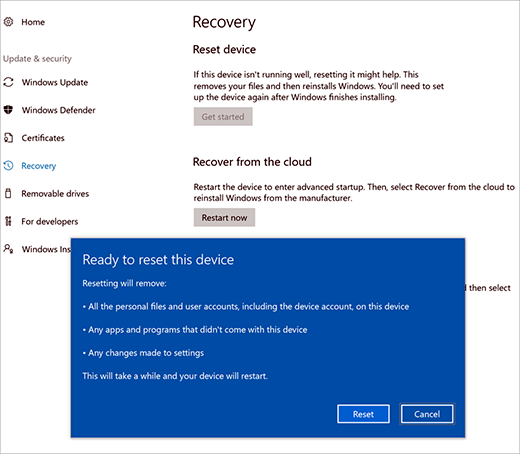 Home
Update & security
Windows Update
Windows Defender
Certificates
Recovery
Removable drives
For developers
Windows Ins
Recovery
Reset device
If this device isn't running well, resetting it might help. This
removes your files and then reinstalls Windows. You'll need to set
up the device again after Windows finishes installing.
Get started
Recover from the cloud
Restart the device to enter advanced startup. Then, select Recover from the cloud to
reinstall Windows from the manufacturer.
Restart now
d then select
Ready to reset this device
Resetting will remove:
• All the personal files and user accounts, including the device account, on this device
• Any apps and programs that didn't come with this device
• Any changes made to settings
This will take a while and your device will restart.
Reset
Cancel